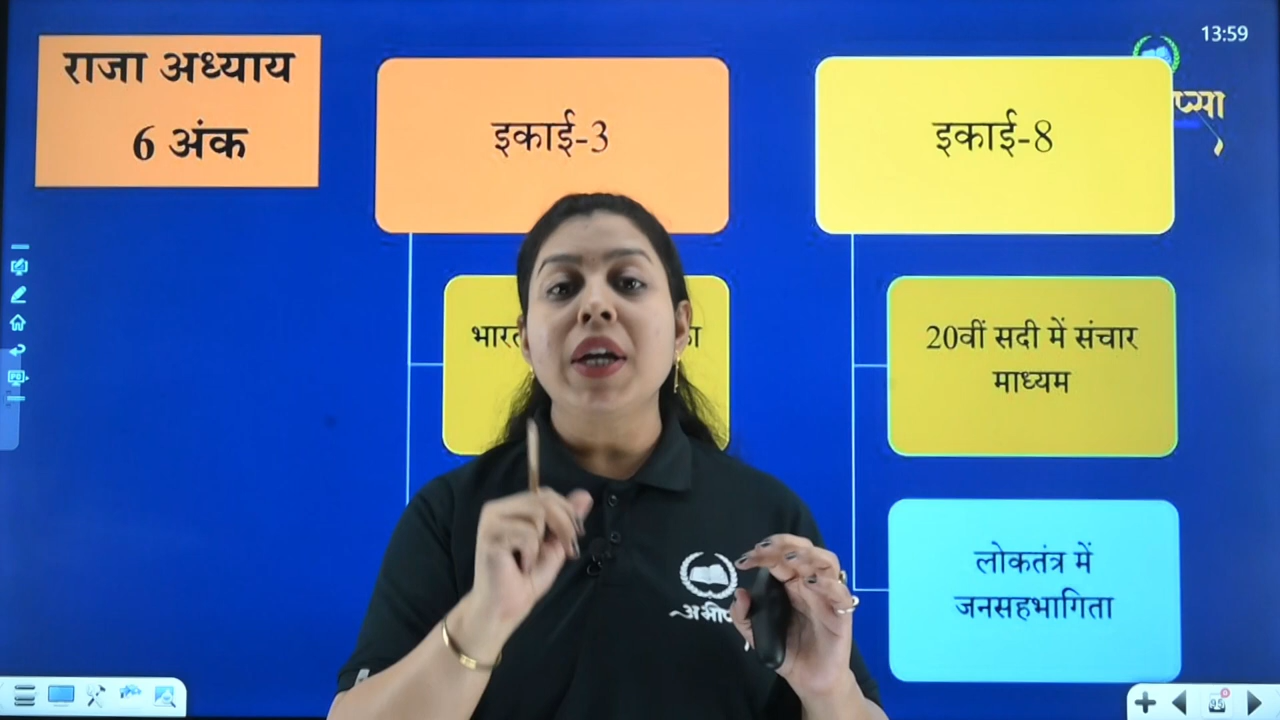 राजा अध्याय
6 अंक
इकाई-3
इकाई-8
13:59
20वीं सदी में संचार
माध्यम
लोकतंत्र में
जनसहभागिता